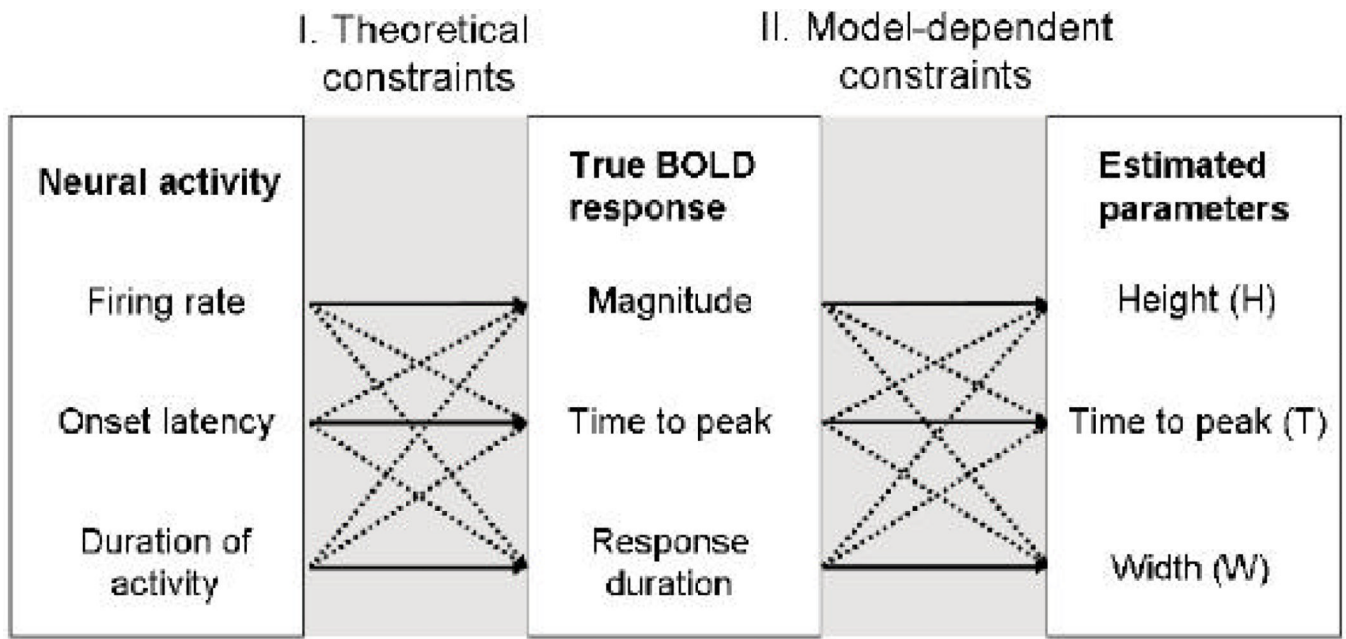 I. Theoretical
constraints
II. Model-dependent
constraints
Neural activity
Firing rate
Onset latency
Duration of
activity
True BOLD
response
Magnitude
Time to peak
Response
duration
Estimated
parameters
Height (H)
Time to peak (T)
Width (W)